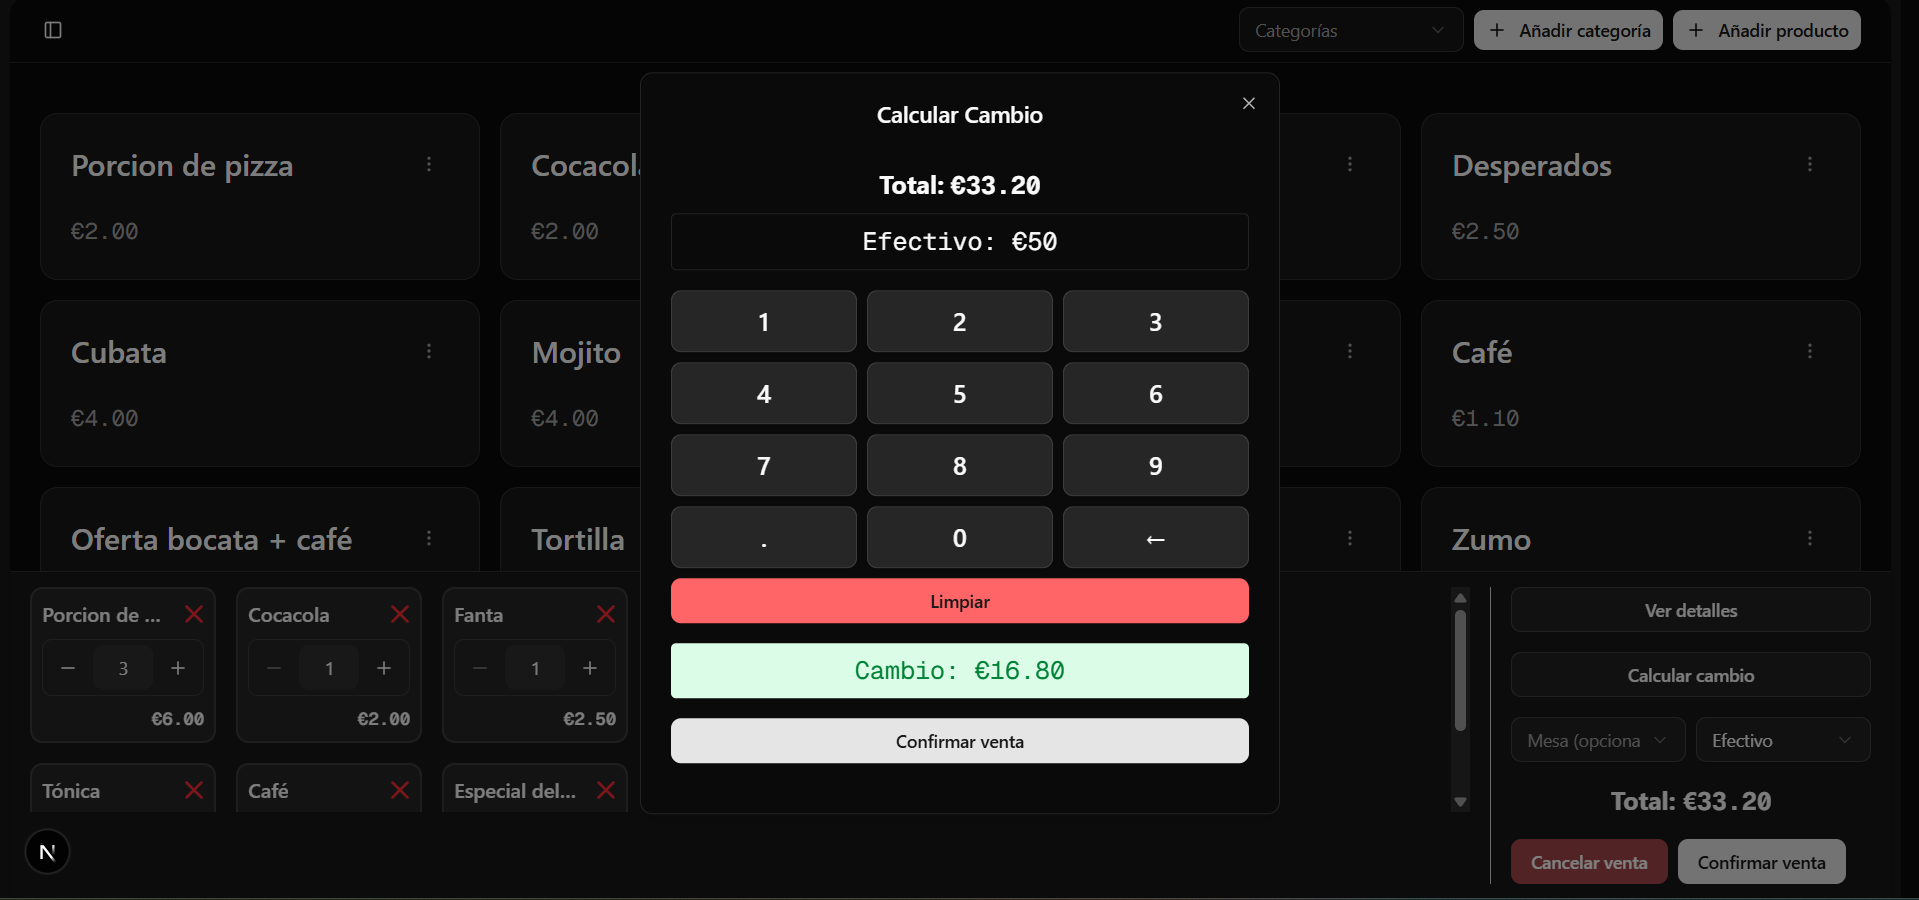 Categorías
+ Añadir categoría
+ Añadir producto
Calcular Cambio
Total: €33.20
Efectivo: €50
1 2 3
4 5 6
7 8 9
. 0 ←
Limpiar
Cambio: €16.80
Confirmar venta
Porcion de pizza
€2.00
Cocacola
€2.00
Desperados
€2.50
Cubata
€4.00
Mojito
€4.00
Café
€1.10
Oferta bocata + café
Tortilla
Zumo
Porcion de ...
− 3 +
€6.00
Cocacola
− 1 +
€2.00
Fanta
− 1 +
€2.50
Tónica
Café
Especial del...
Ver detalles
Calcular cambio
Mesa (opciona
Efectivo
Total: €33.20
Cancelar venta
Confirmar venta
N